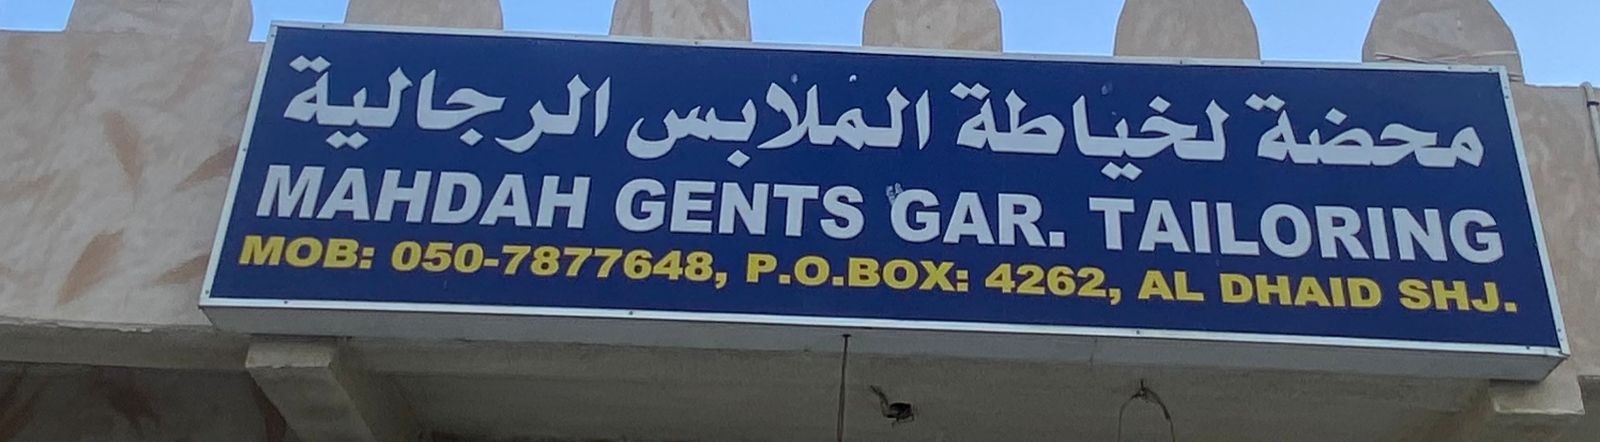 محضة لخياطة الملابس الرجالية
MAHDAH GENTS GAR. TAILORING
MOB: 050-7877648, P.O.BOX: 4262, AL DHAID SHJ.